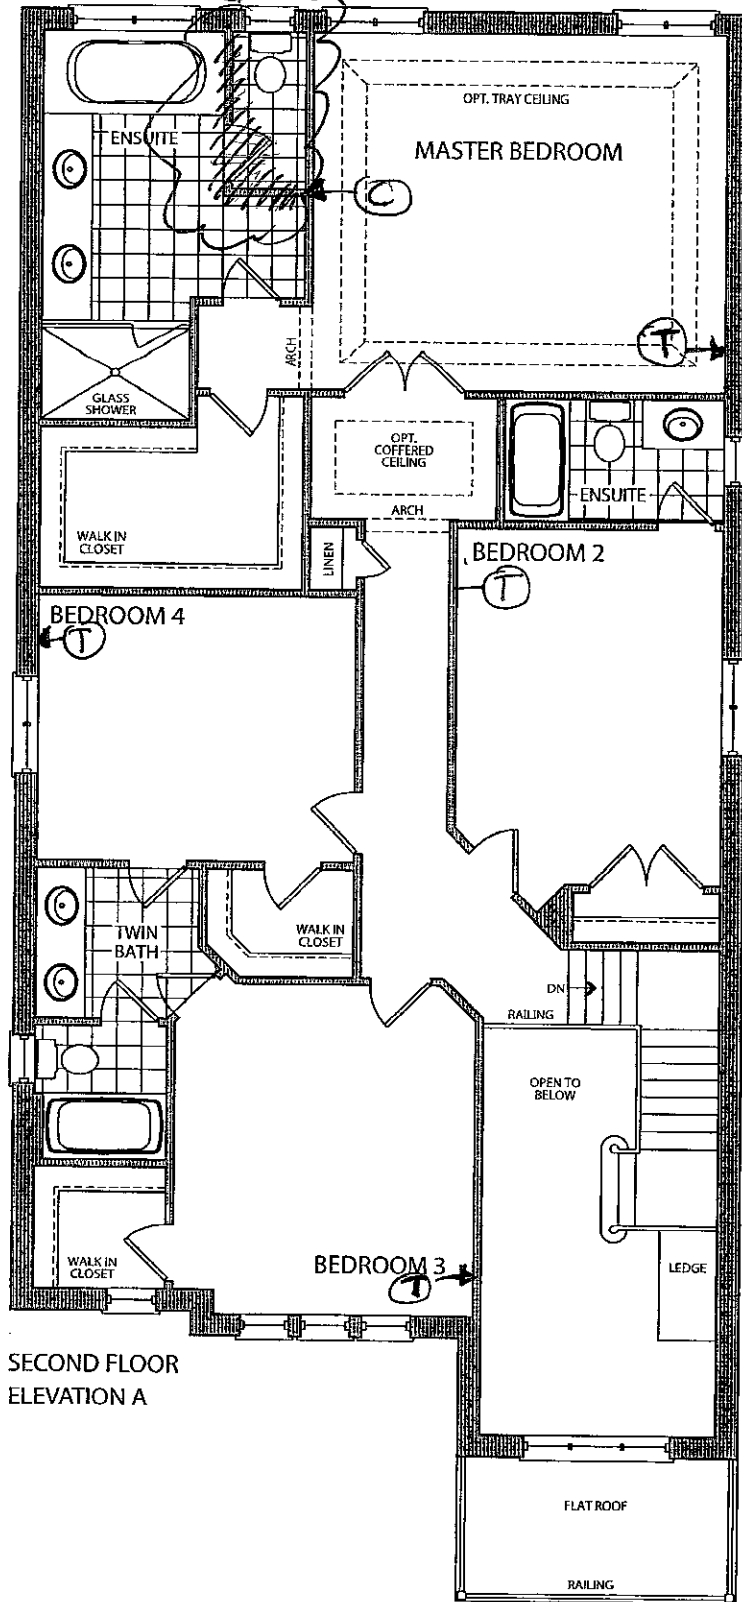 OPT. TRAY CEILING
ENSUITE
MASTER BEDROOM
C
T
ARCH
GLASS
SHOWER
OPT.
COFFERED
CEILING
ENSUITE
ARCH
WALK IN
CLOSET
LINEN
BEDROOM 2
T
BEDROOM 4
T
TWIN
BATH
WALK IN
CLOSET
DN
RAILING
OPEN TO
BELOW
WALK IN
CLOSET
BEDROOM 3
T
LEDGE
SECOND FLOOR
ELEVATION A
FLAT ROOF
RAILING